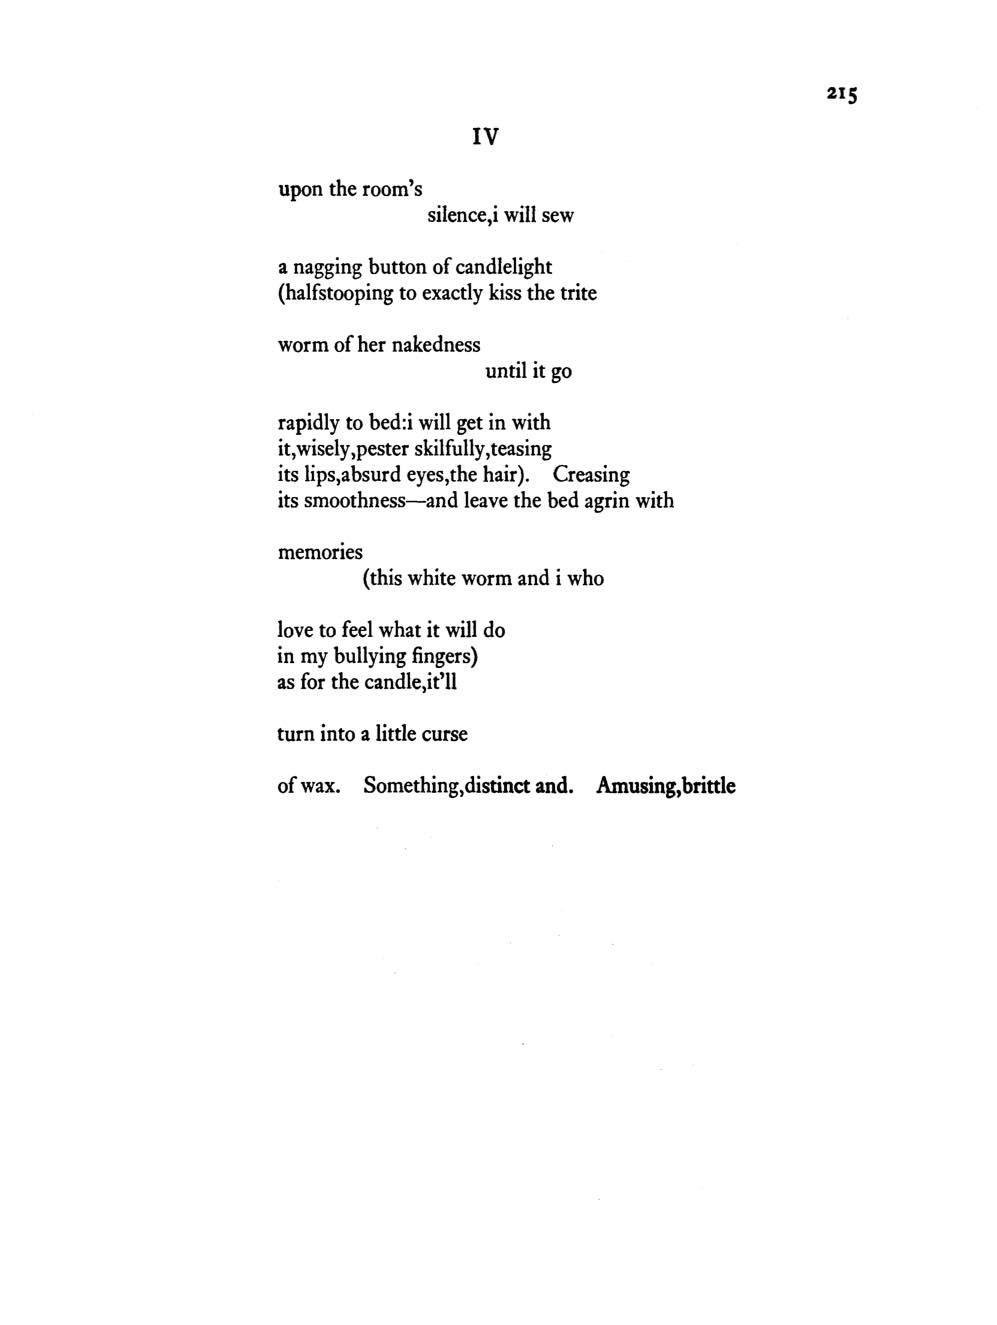 215
IV
upon the room’s
silence,i will sew
a nagging button of candlelight
(halfstooping to exactly kiss the trite
worm of her nakedness
until it go
rapidly to bed:i will get in with
it,wisely,pester skilfully,teasing
its lips,absurd eyes,the hair).   Creasing
its smoothness—and leave the bed agrin with
memories
(this white worm and i who
love to feel what it will do
in my bullying fingers)
as for the candle,it’ll
turn into a little curse
of wax.   Something,distinct and.   Amusing,brittle